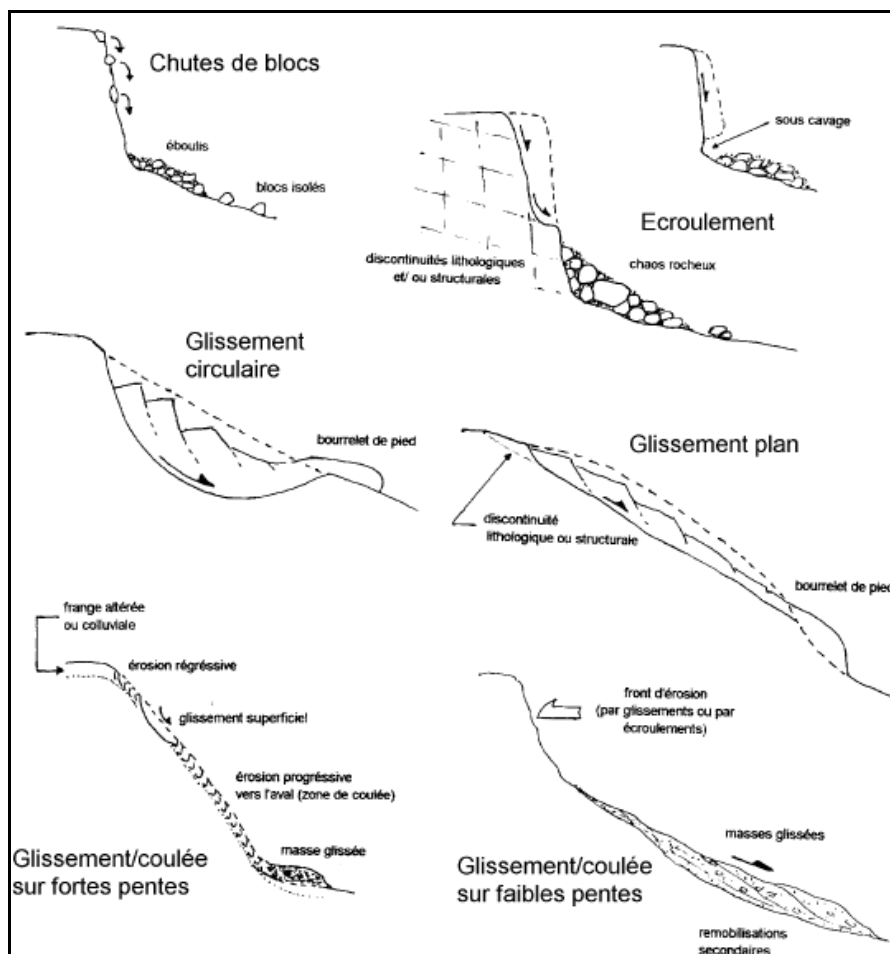 Chutes de blocs
éboulis
blocs isolés
sous cavage
Ecroulement
discontinuités lithologiques
et/ ou structurales
chaos rocheux
Glissement
circulaire
bourrelet de pied
Glissement plan
discontinuité
lithologique ou structurale
bourrelet de pied
frange altérée
ou colluviale
érosion régréssive
glissement superficiel
érosion progréssive
vers l'aval (zone de coulée)
masse glissée
Glissement/coulée
sur fortes pentes
front d'érosion
(par glissements ou par
écroulements)
masses glissées
Glissement/coulée
sur faibles pentes
remobilisations
secondaires